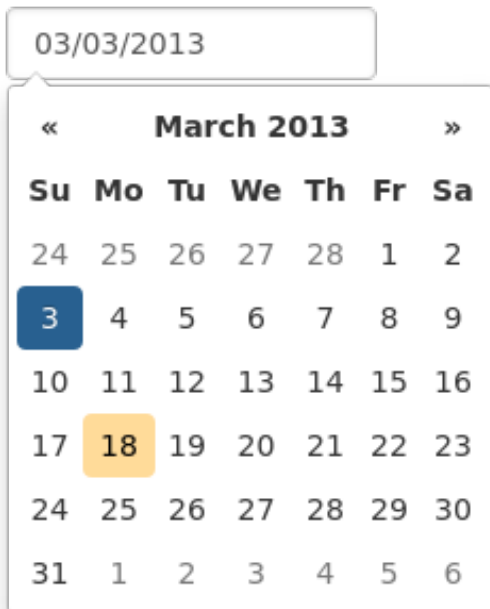 03/03/2013
« March 2013 »
Su Mo Tu We Th Fr Sa
24 25 26 27 28 1 2
3 4 5 6 7 8 9
10 11 12 13 14 15 16
17 18 19 20 21 22 23
24 25 26 27 28 29 30
31 1 2 3 4 5 6